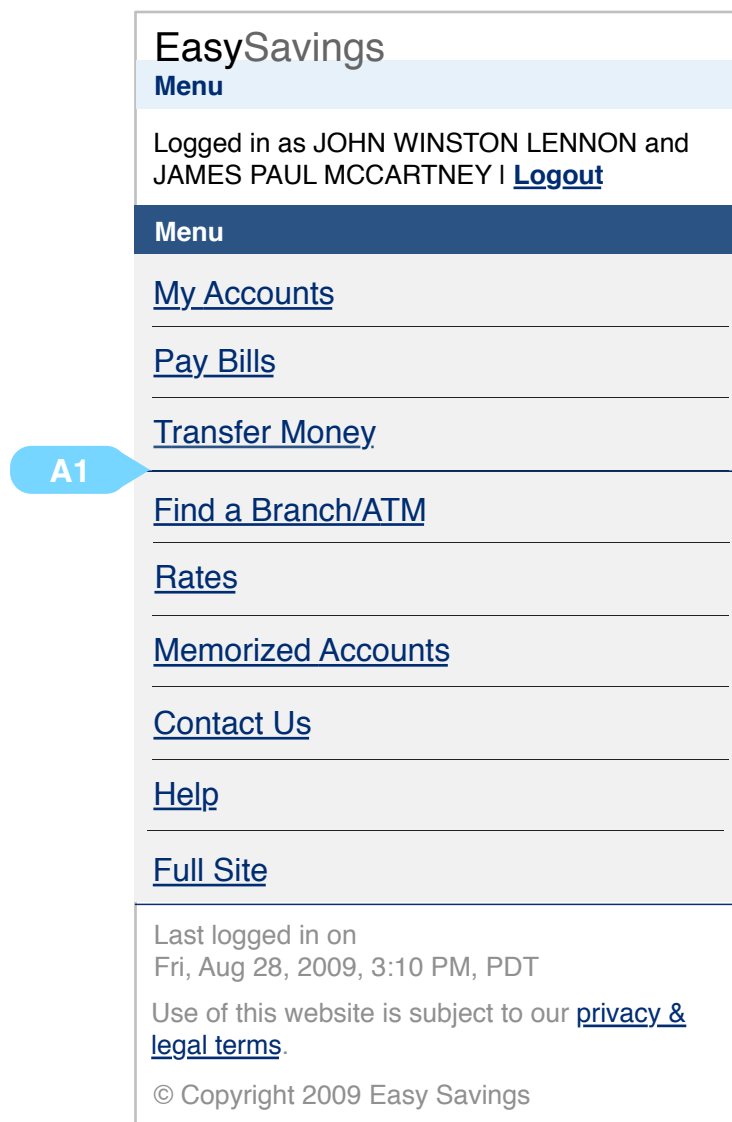 EasySavings
Menu
Logged in as JOHN WINSTON LENNON and
JAMES PAUL MCCARTNEY | Logout
Menu
My Accounts
Pay Bills
Transfer Money
A1
Find a Branch/ATM
Rates
Memorized Accounts
Contact Us
Help
Full Site
Last logged in on
Fri, Aug 28, 2009, 3:10 PM, PDT
Use of this website is subject to our privacy &
legal terms.
© Copyright 2009 Easy Savings